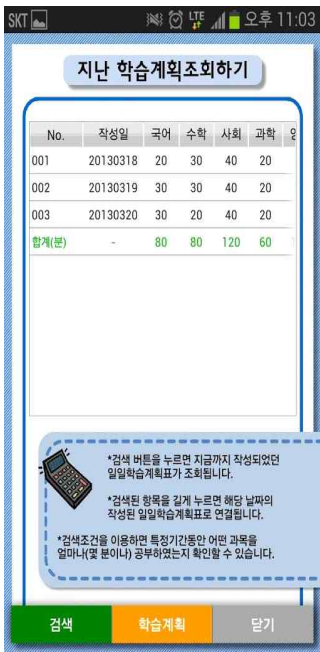 SKT LTE 오후 11:03
지난 학습계획조회하기
No. 작성일 국어 수학 사회 과학
001 20130318 20 30 40 20
002 20130319 30 30 40 20
003 20130320 30 20 40 20
합계(분) - 80 80 120 60
*검색 버튼을 누르면 지금까지 작성되었던
일일학습계획표가 조회됩니다.
*검색된 항목을 길게 누르면 해당 날짜의
작성된 일일학습계획표로 연결됩니다.
*검색조건을 이용하면 특정기간동안 어떤 과목을
얼마나(몇 분이나) 공부하였는지 확인할 수 있습니다.
검색 학습계획 닫기